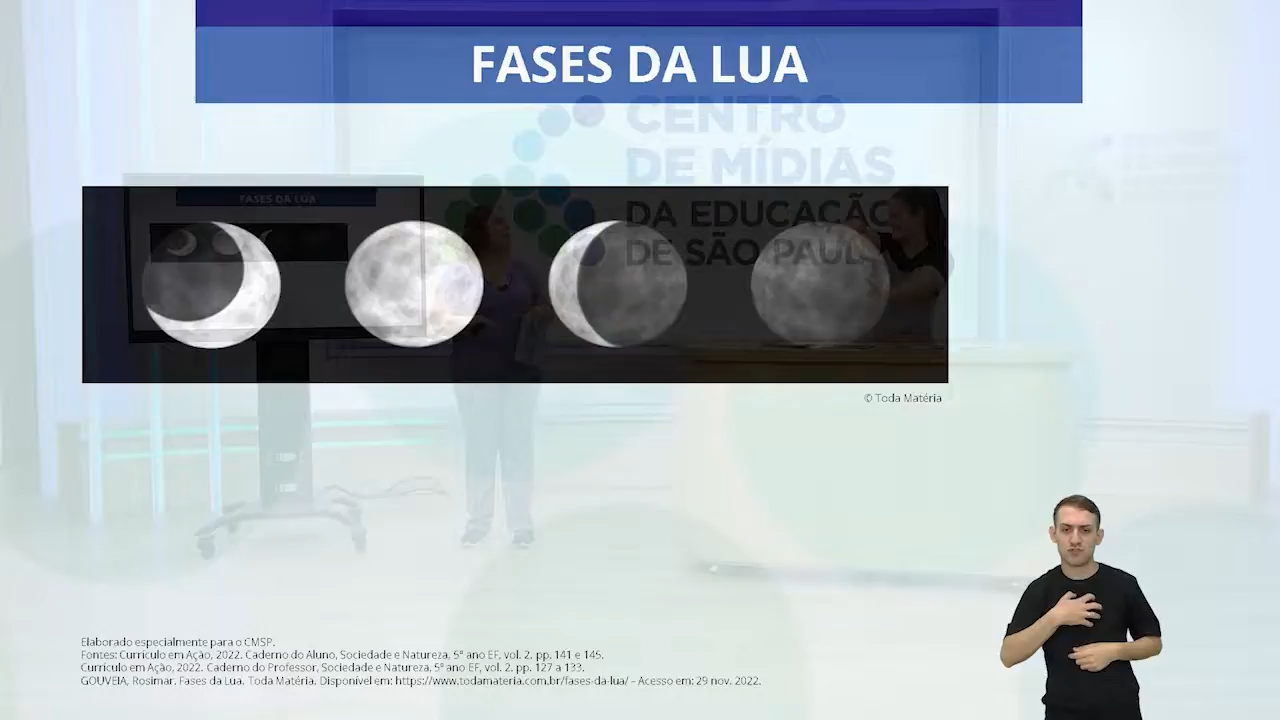 FASES DA LUA
CENTRO
DE MÍDIAS
DA EDUCAÇÃO
DE SÃO PAULO
FASES DA LUA
© Toda Matéria
Elaborado especialmente para o CMSP.
Fontes: Currículo em Ação, 2022. Caderno do Aluno, Sociedade e Natureza, 5º ano EF, vol. 2. pp. 141 e 145.
Currículo em Ação, 2022. Caderno do Professor, Sociedade e Natureza, 5º ano EF, vol. 2. pp. 127 a 133.
GOUVEIA, Rosimar. Fases da Lua. Toda Matéria. Disponível em: https://www.todamateria.com.br/fases-da-lua/ – Acesso em: 29 nov. 2022.